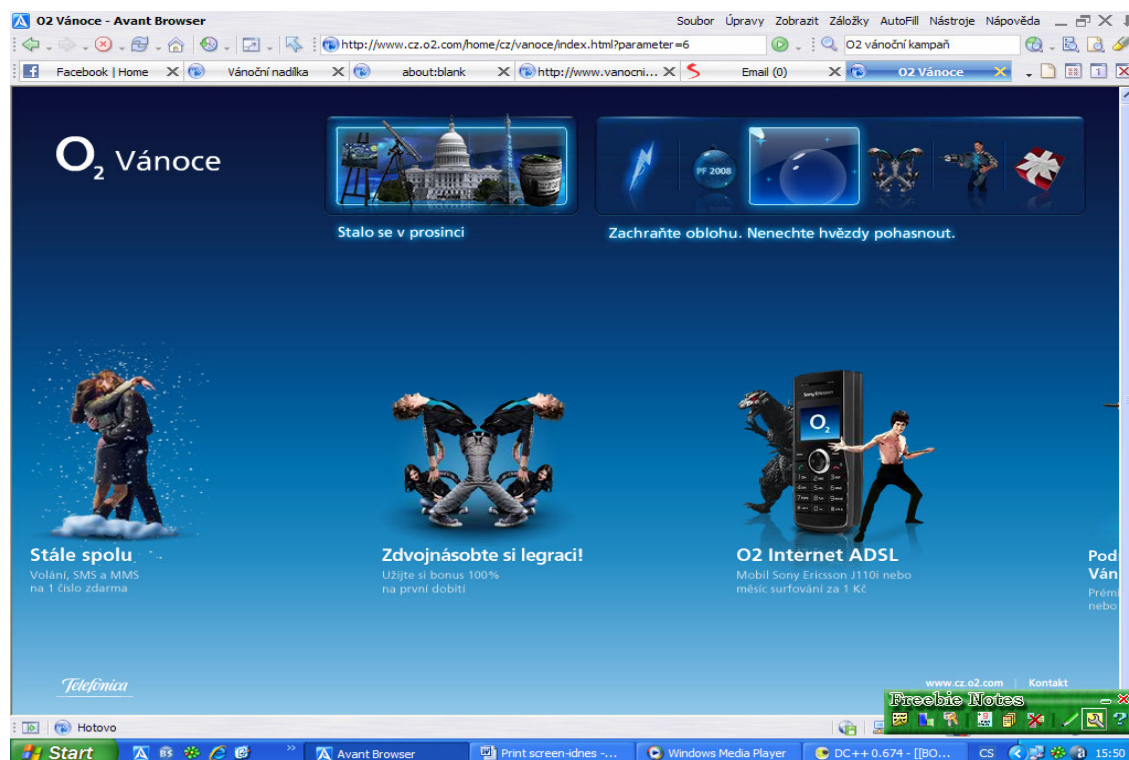 O2 Vánoce - Avant Browser
Soubor Úpravy Zobrazit Záložky AutoFill Nástroje Nápověda
http://www.cz.o2.com/home/cz/vanoce/index.html?parameter=6
O2 vánoční kampaň
Facebook | Home
Vánoční nadílka
about:blank
http://www.vanocni...
Email (0)
O2 Vánoce
O2 Vánoce
PF 2008
Stalo se v prosinci
Zachraňte oblohu. Nenechte hvězdy pohasnout.
Sony Ericsson
O2
Stále spolu
Volání, SMS a MMS
na 1 číslo zdarma
Zdvojnásobte si legraci!
Užijte si bonus 100%
na první dobití
O2 Internet ADSL
Mobil Sony Ericsson J110i nebo
měsíc surfování za 1 Kč
Pod
Ván
Prémi
nebo
Telefónica
www.cz.o2.com | Kontakt
Freebie Notes
Hotovo
Start
Avant Browser
Print screen-idnes -...
Windows Media Player
DC++ 0.674 - [[BO...
CS
15:50